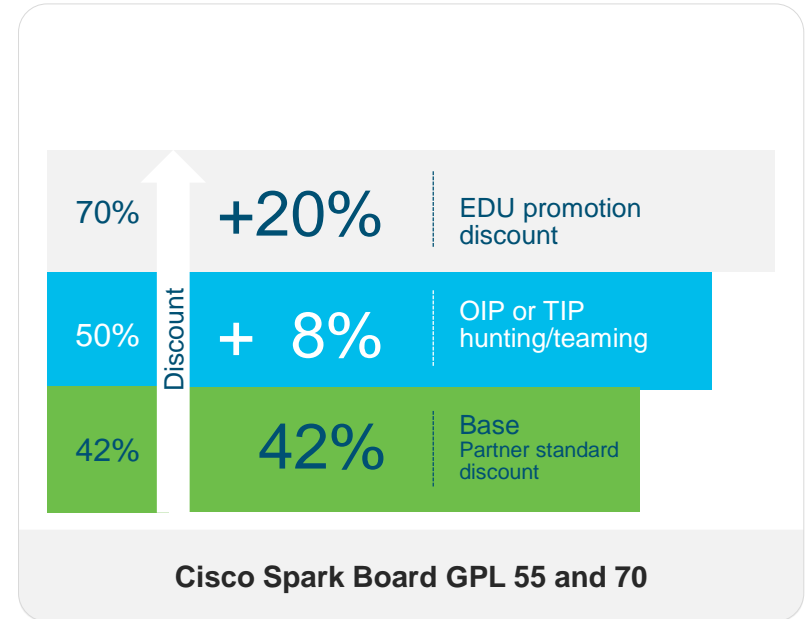 70%
+20%
EDU promotion
discount
50%
+ 8%
OIP or TIP
hunting/teaming
Discount
42%
42%
Base
Partner standard
discount
Cisco Spark Board GPL 55 and 70